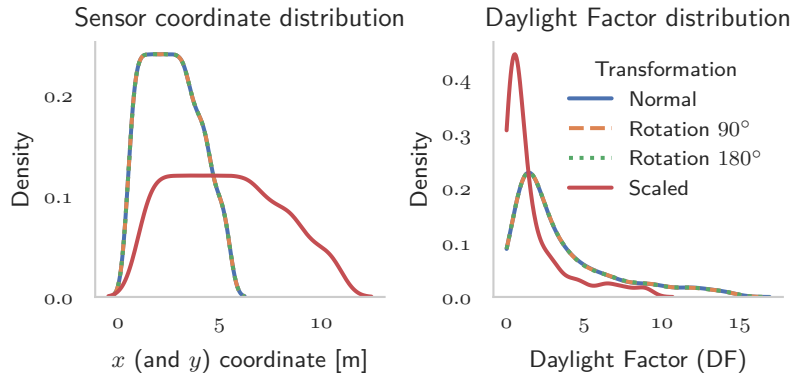 Sensor coordinate distribution
Density
0.2
0.1
0.0
0
5
10
x (and y) coordinate [m]
Daylight Factor distribution
Density
0.4
0.3
0.2
0.1
0.0
Transformation
Normal
Rotation 90°
Rotation 180°
Scaled
0
5
10
15
Daylight Factor (DF)